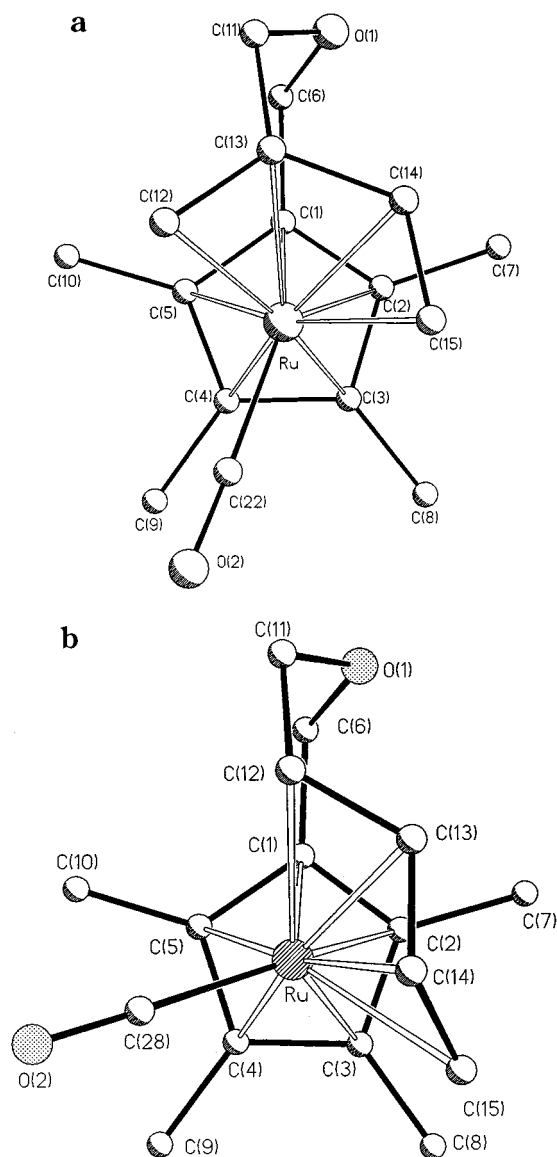 a
C(11)
O(1)
C(6)
C(13)
C(14)
C(12)
C(1)
C(7)
C(10)
C(5)
C(2)
C(15)
Ru
C(4)
C(3)
C(9)
C(22)
C(8)
O(2)
b
C(11)
O(1)
C(6)
C(12)
C(13)
C(1)
C(10)
C(7)
C(5)
C(2)
C(14)
Ru
C(28)
O(2)
C(4)
C(3)
C(15)
C(9)
C(8)